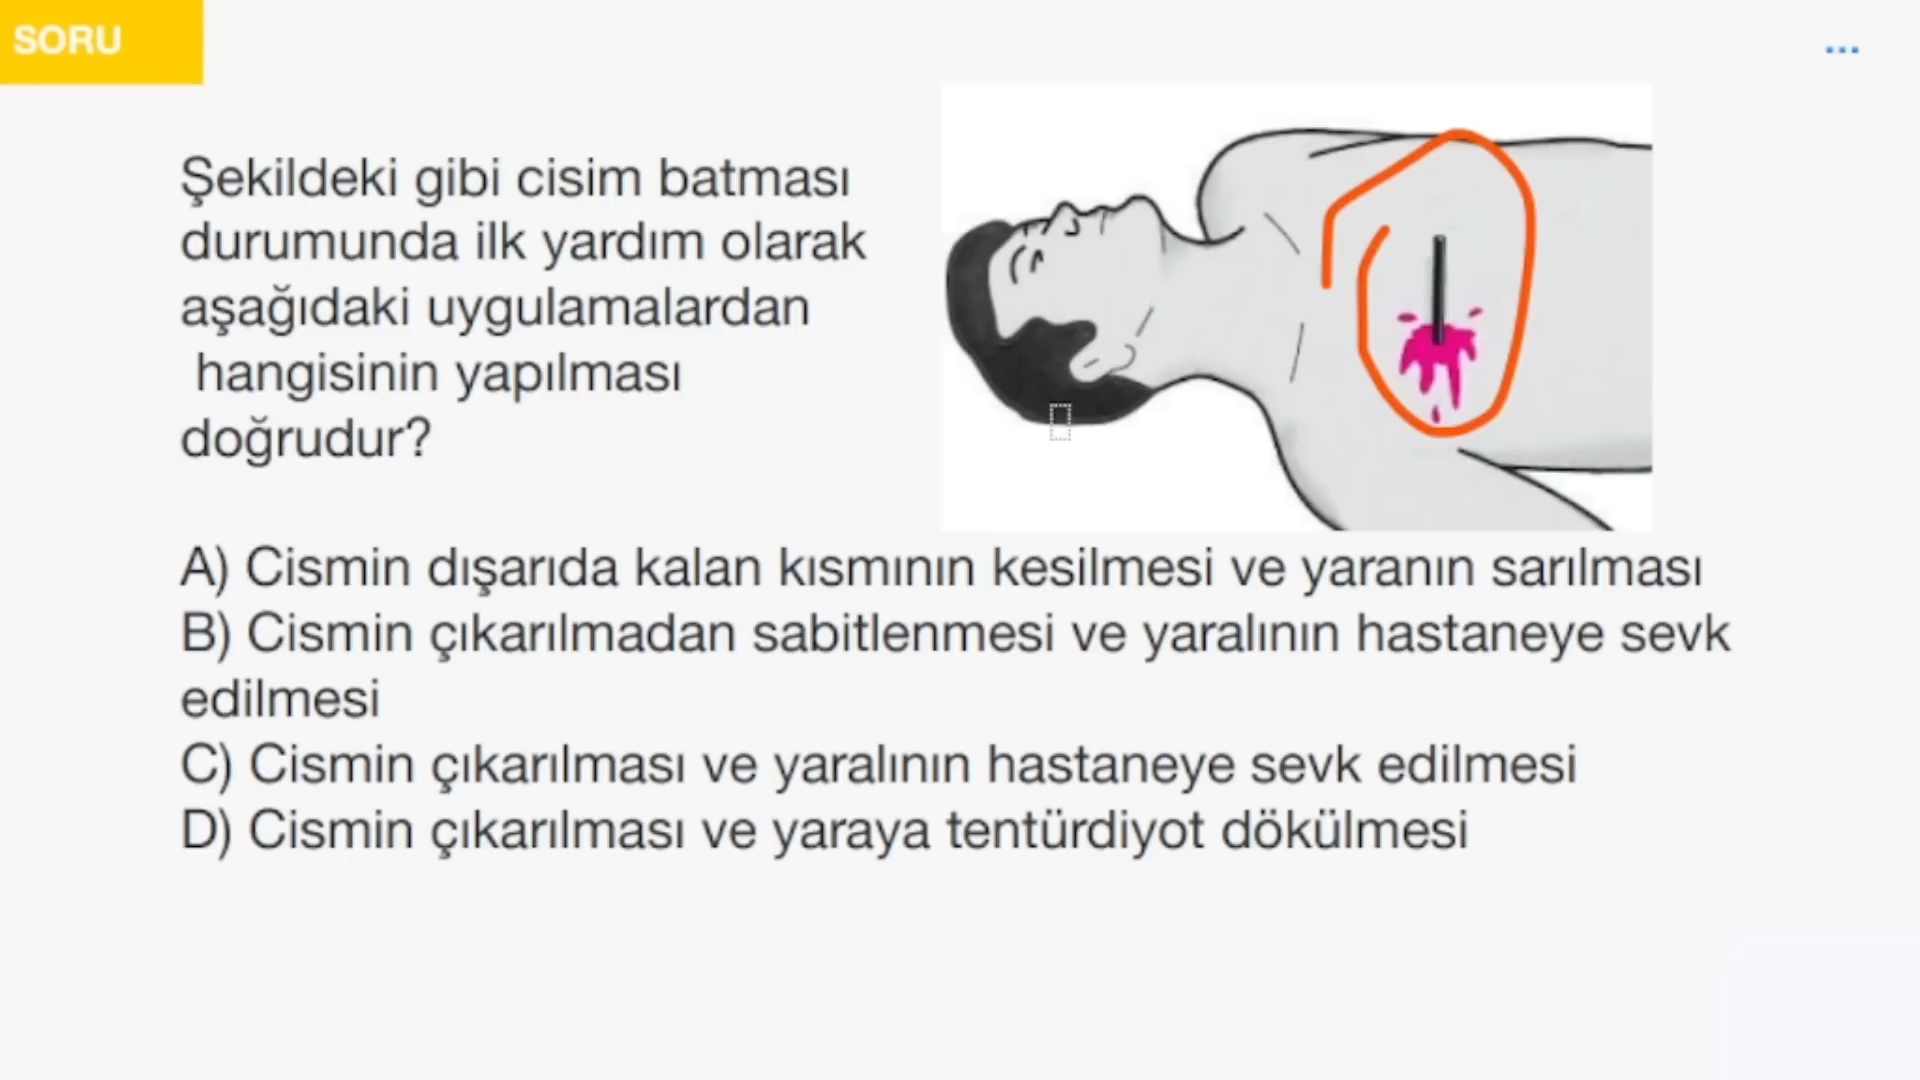 SORU
Şekildeki gibi cisim batması
durumunda ilk yardım olarak
aşağıdaki uygulamalardan
hangisinin yapılması
doğrudur?
A) Cismin dışarıda kalan kısmının kesilmesi ve yaranın sarılması
B) Cismin çıkarılmadan sabitlenmesi ve yaralının hastaneye sevk
edilmesi
C) Cismin çıkarılması ve yaralının hastaneye sevk edilmesi
D) Cismin çıkarılması ve yaraya tentürdiyot dökülmesi